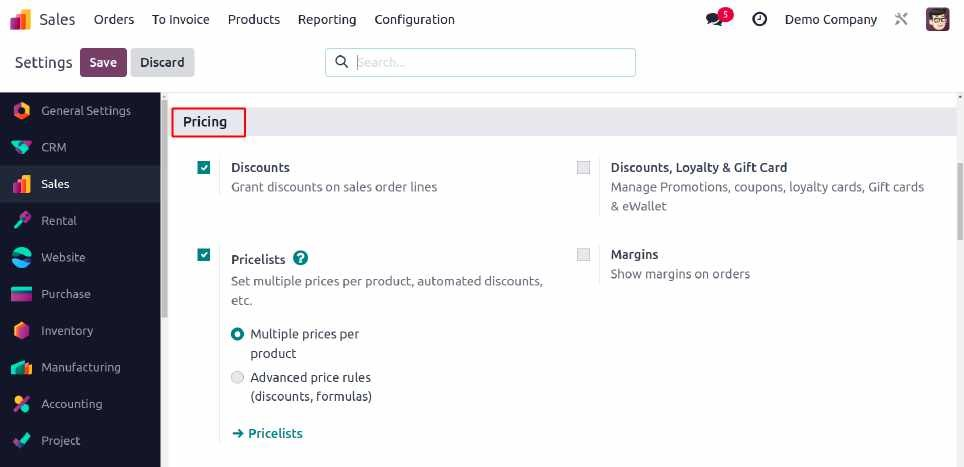 Sales Orders To Invoice Products Reporting Configuration 5 Demo Company
Settings Save Discard Search...
General Settings
CRM
Sales
Rental
Website
Purchase
Inventory
Manufacturing
Accounting
Project
Pricing
Discounts
Grant discounts on sales order lines
Discounts, Loyalty & Gift Card
Manage Promotions, coupons, loyalty cards, Gift cards
& eWallet
Pricelists ?
Set multiple prices per product, automated discounts,
etc.
Multiple prices per
product
Advanced price rules
(discounts, formulas)
→ Pricelists
Margins
Show margins on orders